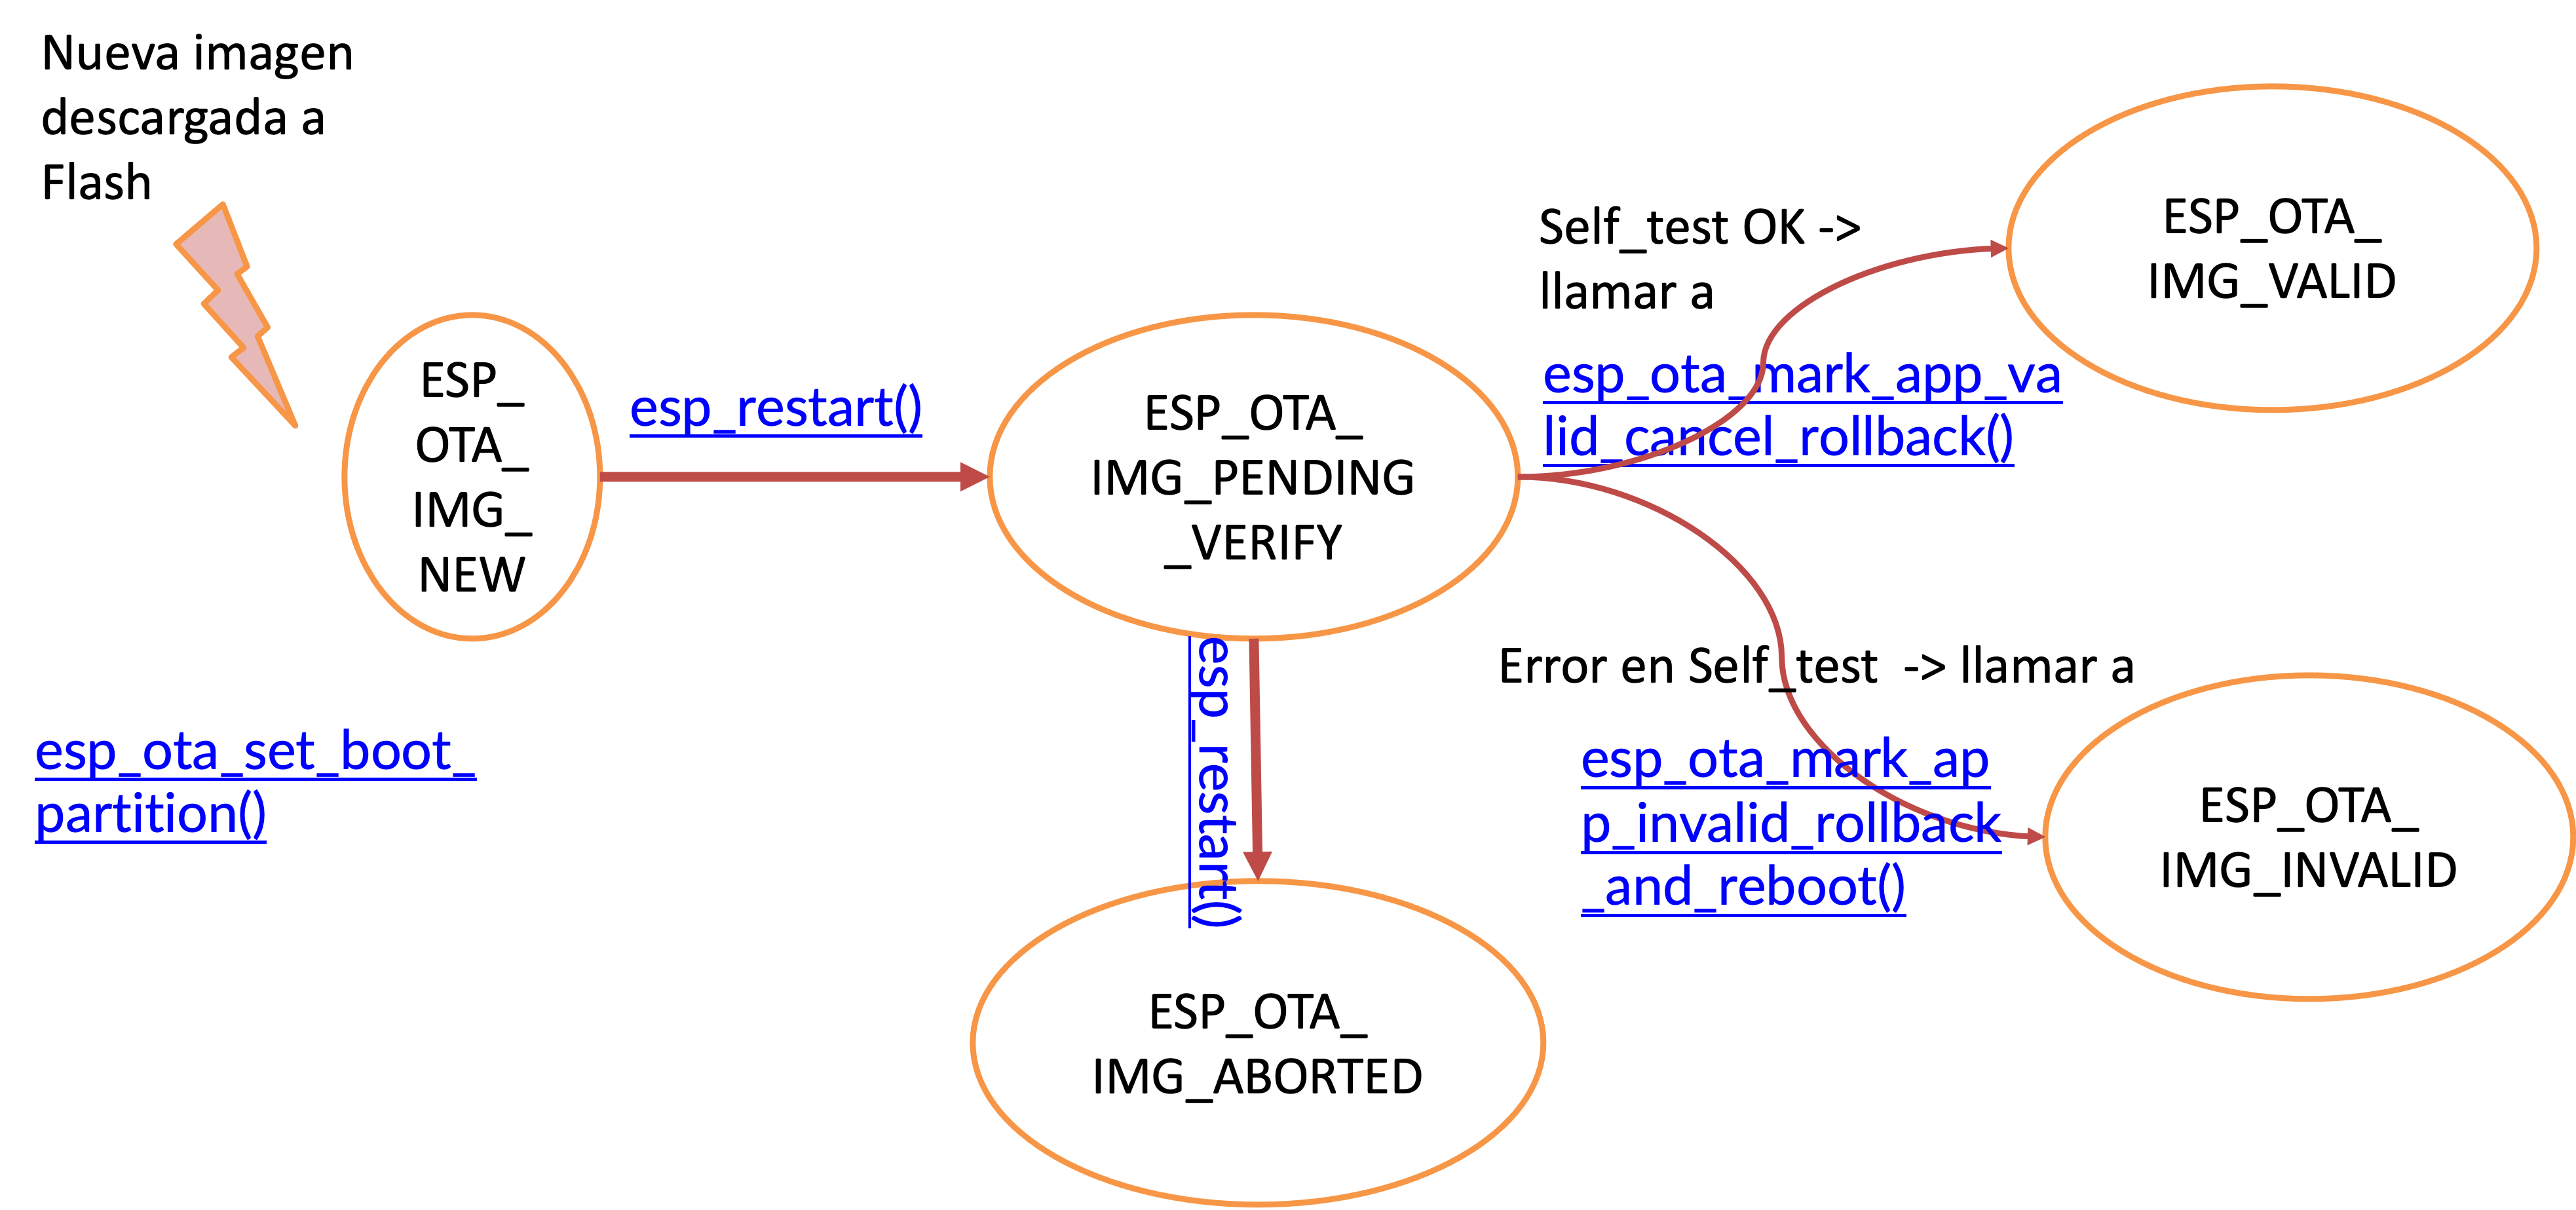 Nueva imagen
descargada a
Flash
ESP_
OTA_
IMG_
NEW
esp_ota_set_boot_
partition()
esp_restart()
ESP_OTA_
IMG_PENDING
_VERIFY
esp_restart()
ESP_OTA_
IMG_ABORTED
Self_test OK ->
llamar a
esp_ota_mark_app_va
lid_cancel_rollback()
ESP_OTA_
IMG_VALID
Error en Self_test  -> llamar a
esp_ota_mark_ap
p_invalid_rollback
_and_reboot()
ESP_OTA_
IMG_INVALID